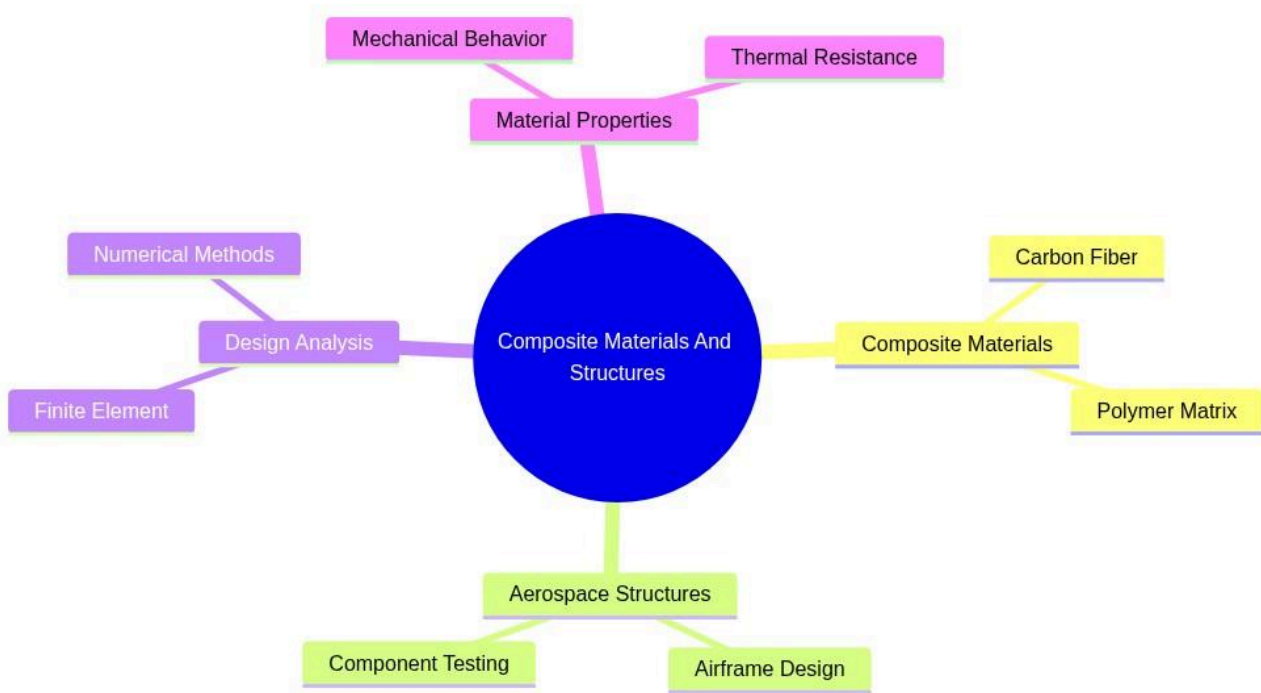 Mechanical Behavior
Thermal Resistance
Material Properties
Numerical Methods
Carbon Fiber
Design Analysis
Composite Materials And
Structures
Composite Materials
Finite Element
Polymer Matrix
Aerospace Structures
Component Testing
Airframe Design